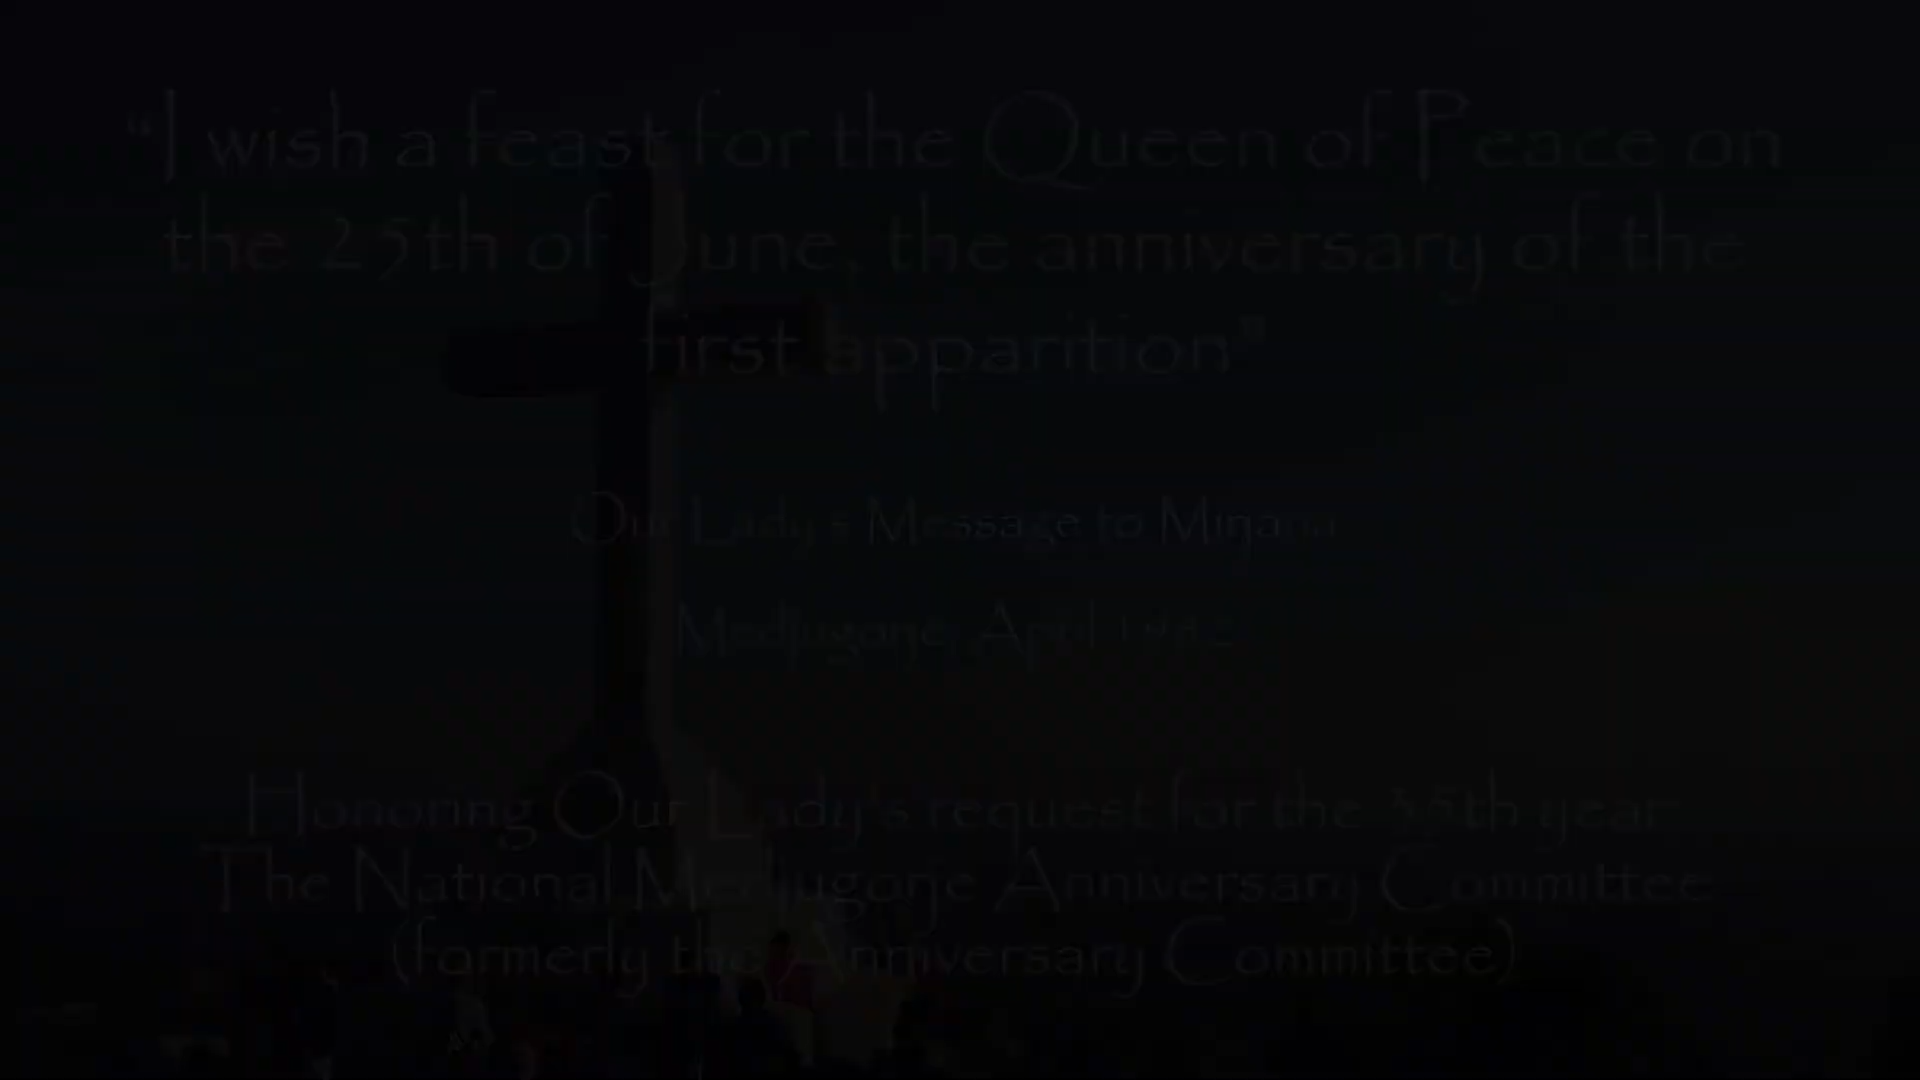 “I wish a feast for the Queen of Peace on
the 25th of June, the anniversary of the
first apparition”
Our Lady's Message to Mirjana
Medjugorje, April 1982
Honoring Our Lady's request for the 35th year
The National Medjugorje Anniversary Committee
(formerly the Anniversary Committee)